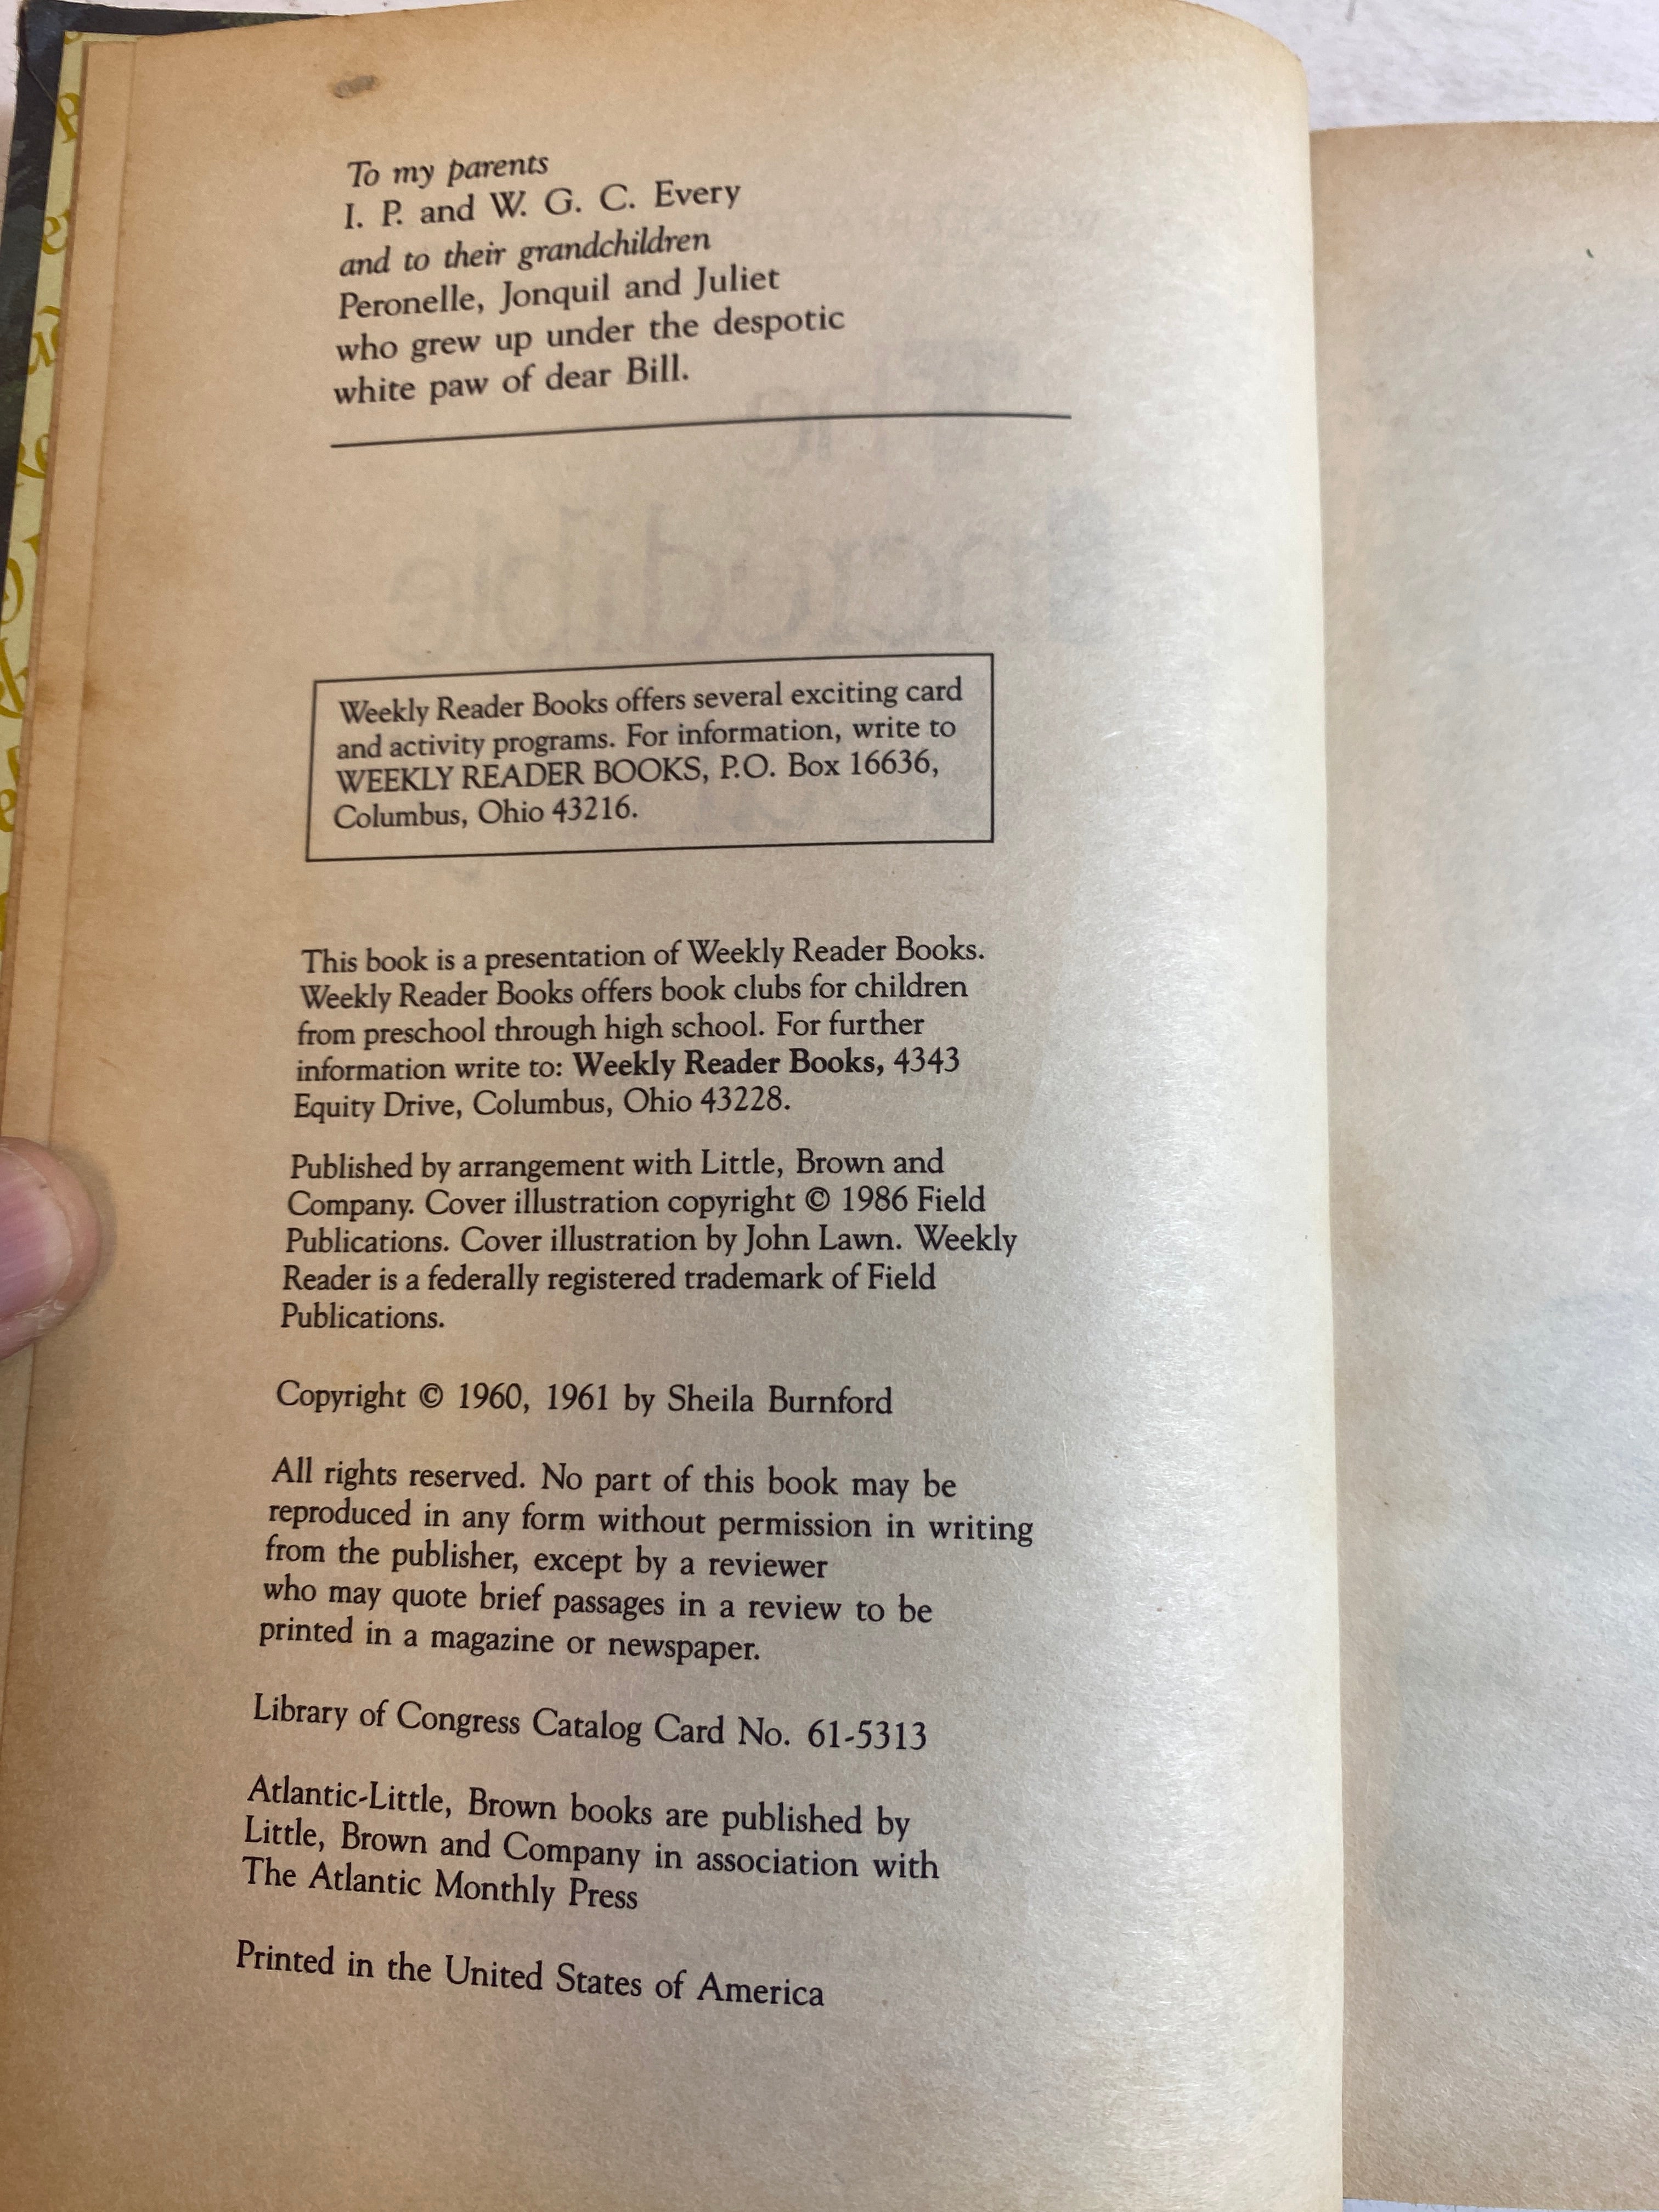 To my parents
I. P. and W. G. C. Every
and to their grandchildren
Peronelle, Jonquil and Juliet
who grew up under the despotic
white paw of dear Bill.
Weekly Reader Books offers several exciting card
and activity programs. For information, write to
WEEKLY READER BOOKS, P.O. Box 16636,
Columbus, Ohio 43216.
This book is a presentation of Weekly Reader Books.
Weekly Reader Books offers book clubs for children
from preschool through high school. For further
information write to: Weekly Reader Books, 4343
Equity Drive, Columbus, Ohio 43228.
Published by arrangement with Little, Brown and
Company. Cover illustration copyright © 1986 Field
Publications. Cover illustration by John Lawn. Weekly
Reader is a federally registered trademark of Field
Publications.
Copyright © 1960, 1961 by Sheila Burnford
All rights reserved. No part of this book may be
reproduced in any form without permission in writing
from the publisher, except by a reviewer
who may quote brief passages in a review to be
printed in a magazine or newspaper.
Library of Congress Catalog Card No. 61-5313
Atlantic-Little, Brown books are published by
Little, Brown and Company in association with
The Atlantic Monthly Press
Printed in the United States of America